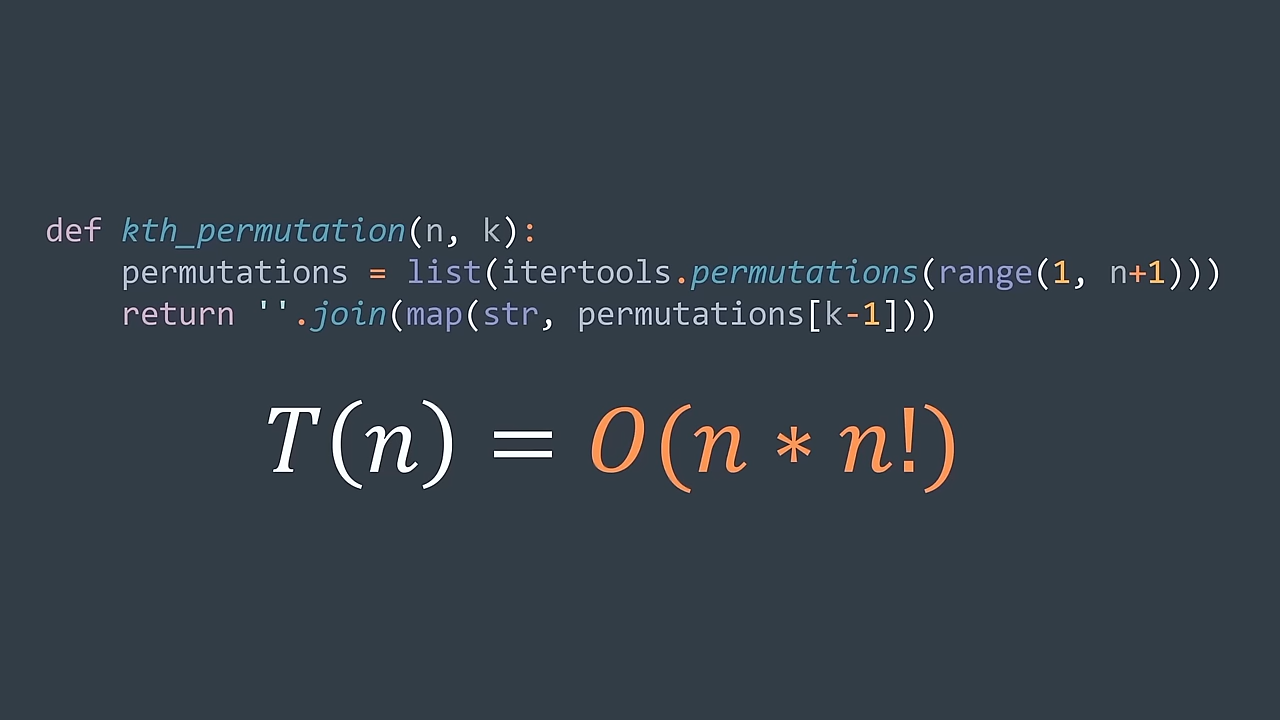 def kth_permutation(n, k):
    permutations = list(itertools.permutations(range(1, n+1)))
    return ''.join(map(str, permutations[k-1]))
T(n) = O(n * n!)